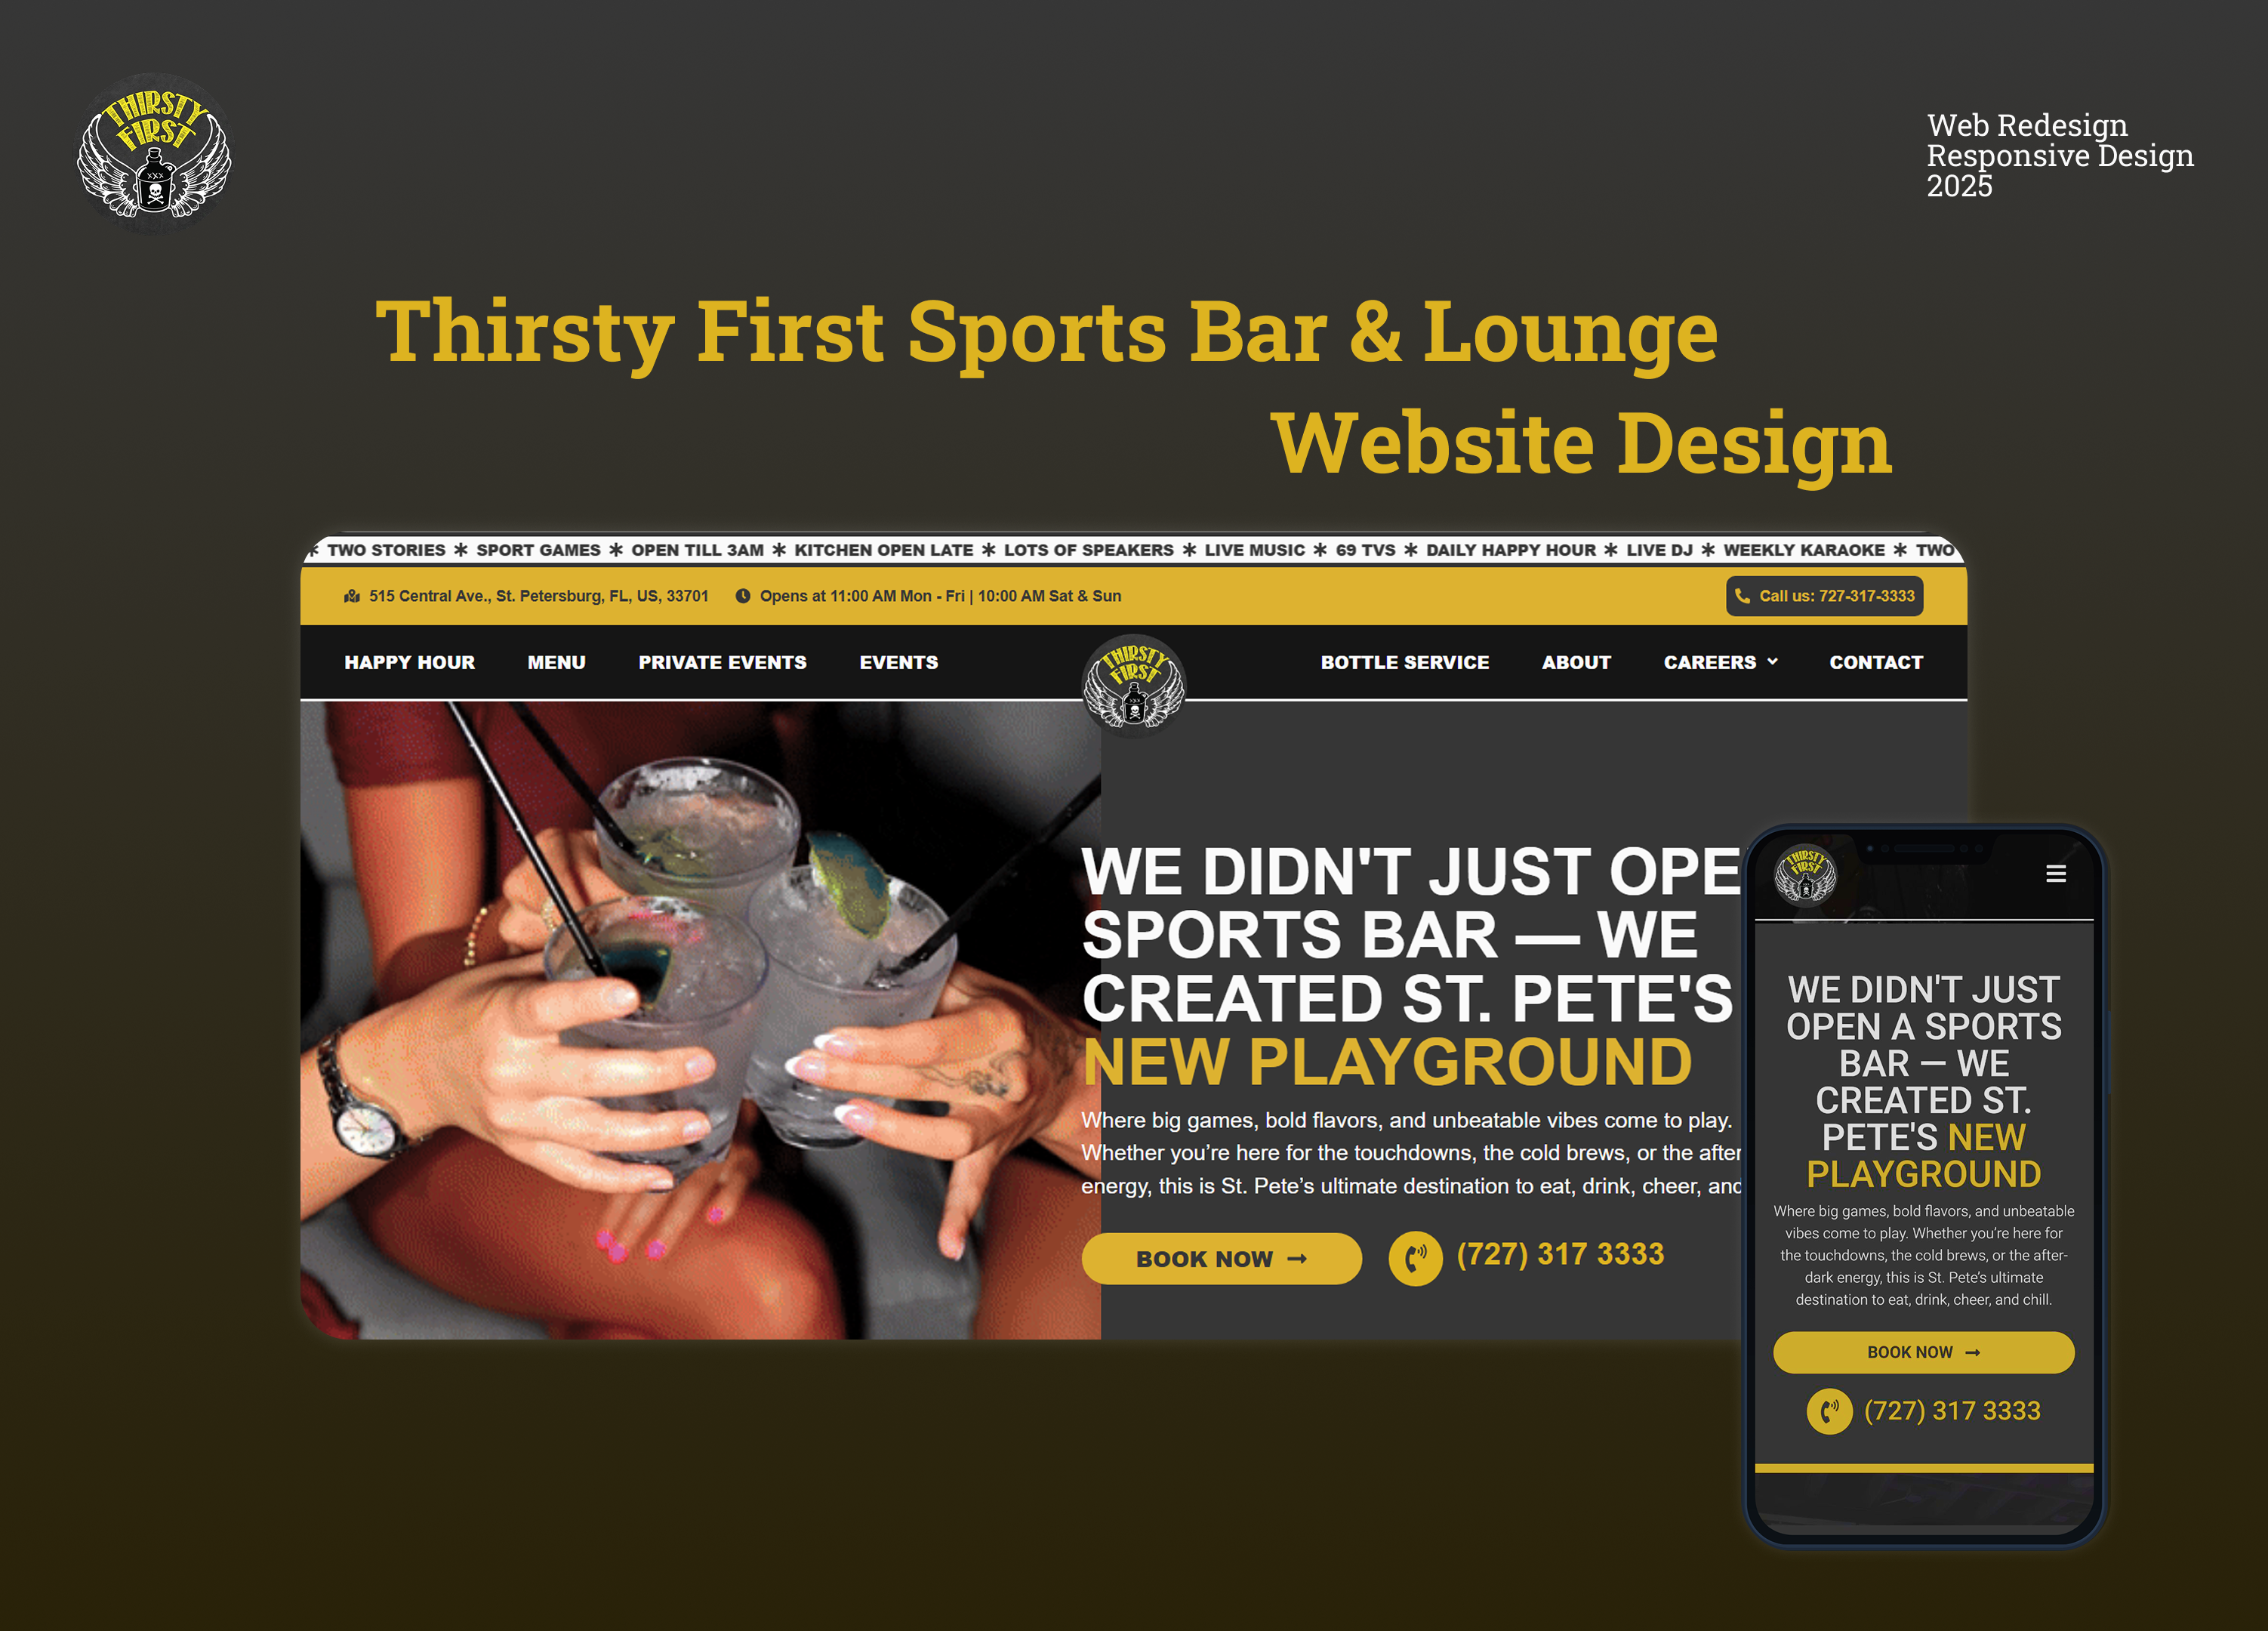 THIRSTY
FIRST
XXX
Web Redesign
Responsive Design
2025
Thirsty First Sports Bar & Lounge
Website Design
TWO STORIES * SPORT GAMES * OPEN TILL 3AM * KITCHEN OPEN LATE * LOTS OF SPEAKERS * LIVE MUSIC * 69 TVS * DAILY HAPPY HOUR * LIVE DJ * WEEKLY KARAOKE * TWO
515 Central Ave., St. Petersburg, FL, US, 33701 Opens at 11:00 AM Mon - Fri | 10:00 AM Sat & Sun Call us: 727-317-3333
HAPPY HOUR MENU PRIVATE EVENTS EVENTS BOTTLE SERVICE ABOUT CAREERS CONTACT
THIRSTY
FIRST
WE DIDN'T JUST OPE
SPORTS BAR — WE
CREATED ST. PETE'S
NEW PLAYGROUND
Where big games, bold flavors, and unbeatable vibes come to play.
Whether you’re here for the touchdowns, the cold brews, or the after
energy, this is St. Pete’s ultimate destination to eat, drink, cheer, and
BOOK NOW → (727) 317 3333
THIRSTY
FIRST
WE DIDN'T JUST
OPEN A SPORTS
BAR — WE
CREATED ST.
PETE'S NEW
PLAYGROUND
Where big games, bold flavors, and unbeatable
vibes come to play. Whether you’re here for
the touchdowns, the cold brews, or the after-
dark energy, this is St. Pete’s ultimate
destination to eat, drink, cheer, and chill.
BOOK NOW →
(727) 317 3333